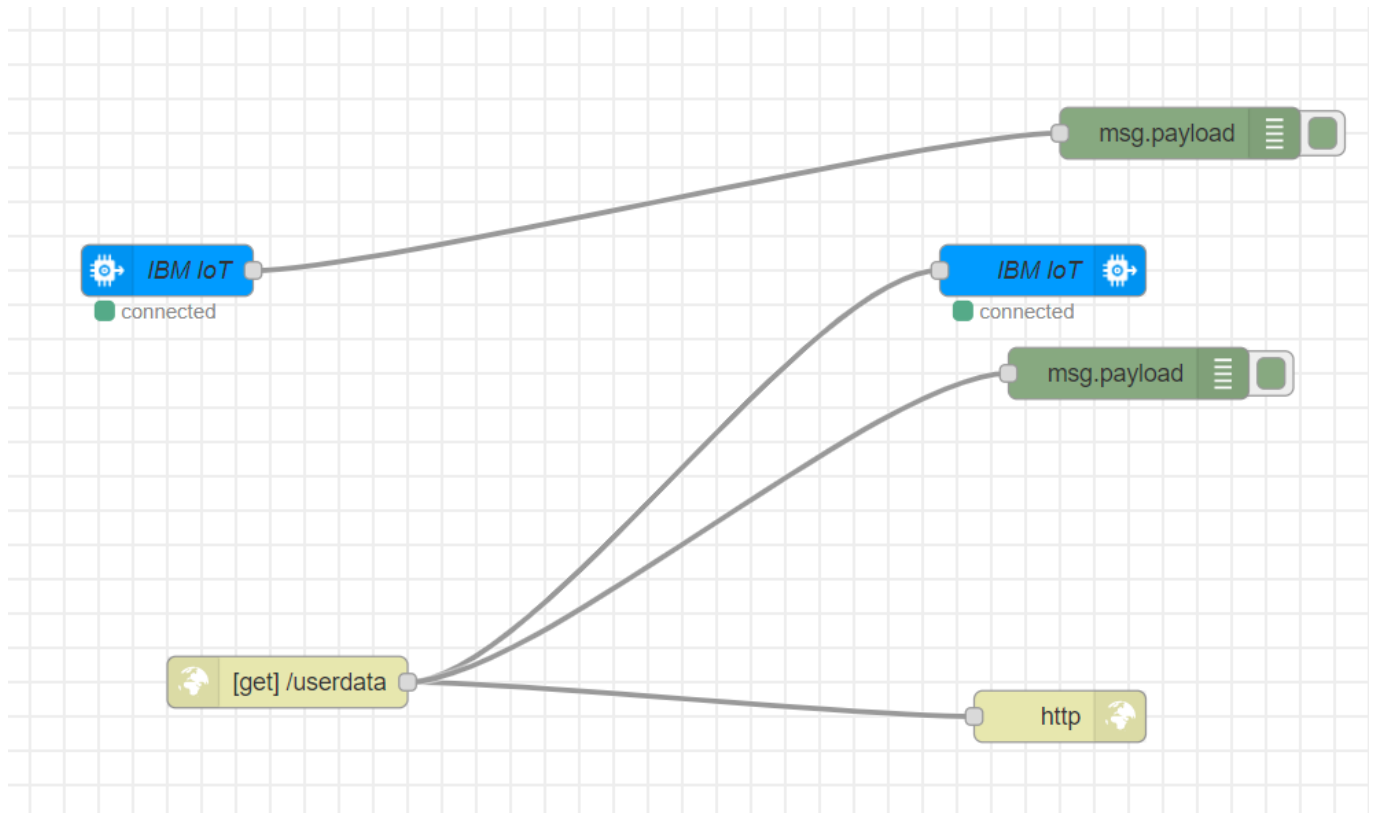 msg.payload
IBM IoT
connected
IBM IoT
connected
msg.payload
[get] /userdata
http